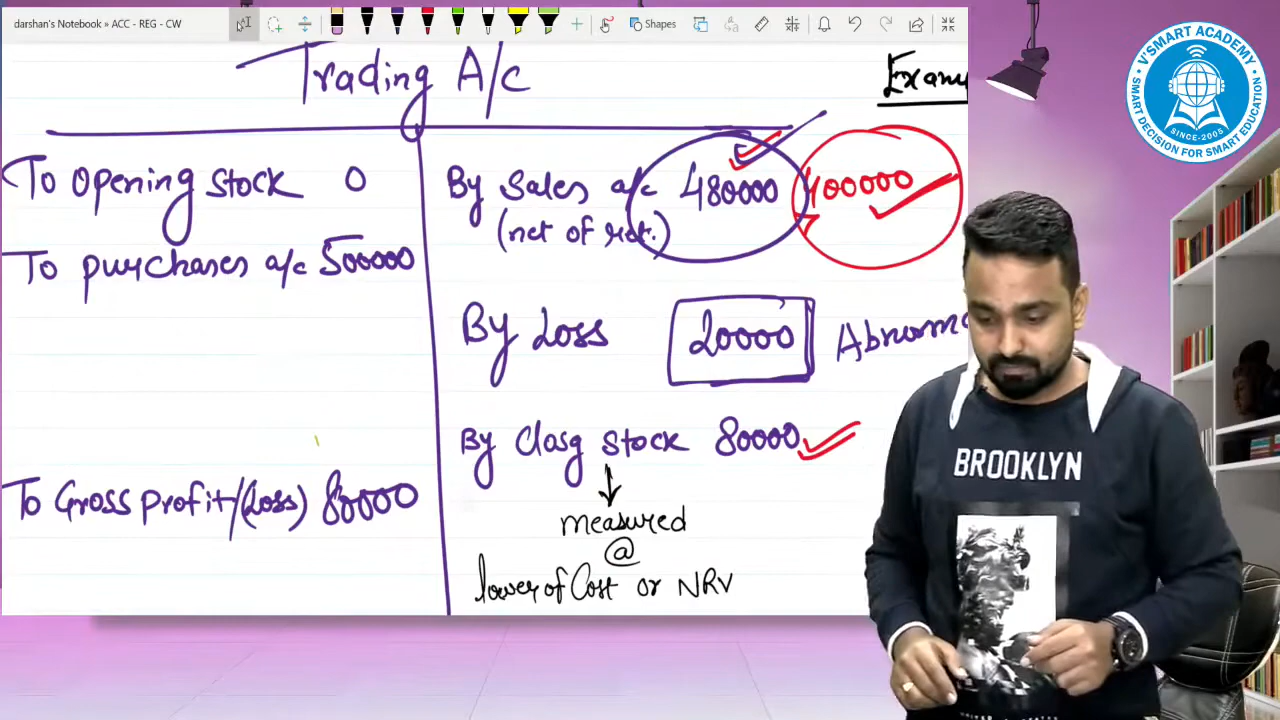 darshan's Notebook » ACC - REG - CW
Shapes
Trading A/c
To Opening stock 0
To purchases a/c 500000
To Gross profit/(Loss) 80000
By Sales a/c 480000 400000
(net of ret.)
By Loss 20000
By Closg stock 80000
measured
@
lower of Cost or NRV
V'SMART ACADEMY
SMART DECISION FOR SMART EDUCATION
SINCE-2005
BROOKLYN